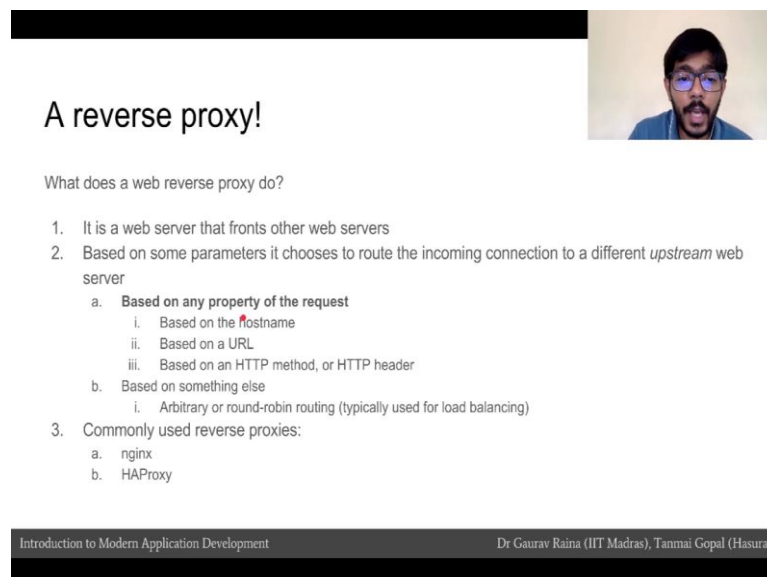 A reverse proxy!
What does a web reverse proxy do?
1. It is a web server that fronts other web servers
2. Based on some parameters it chooses to route the incoming connection to a different upstream web
server
a. Based on any property of the request
i. Based on the hostname
ii. Based on a URL
iii. Based on an HTTP method, or HTTP header
b. Based on something else
i. Arbitrary or round-robin routing (typically used for load balancing)
3. Commonly used reverse proxies:
a. nginx
b. HAProxy
Introduction to Modern Application Development
Dr Gaurav Raina (IIT Madras), Tanmai Gopal (Hasura